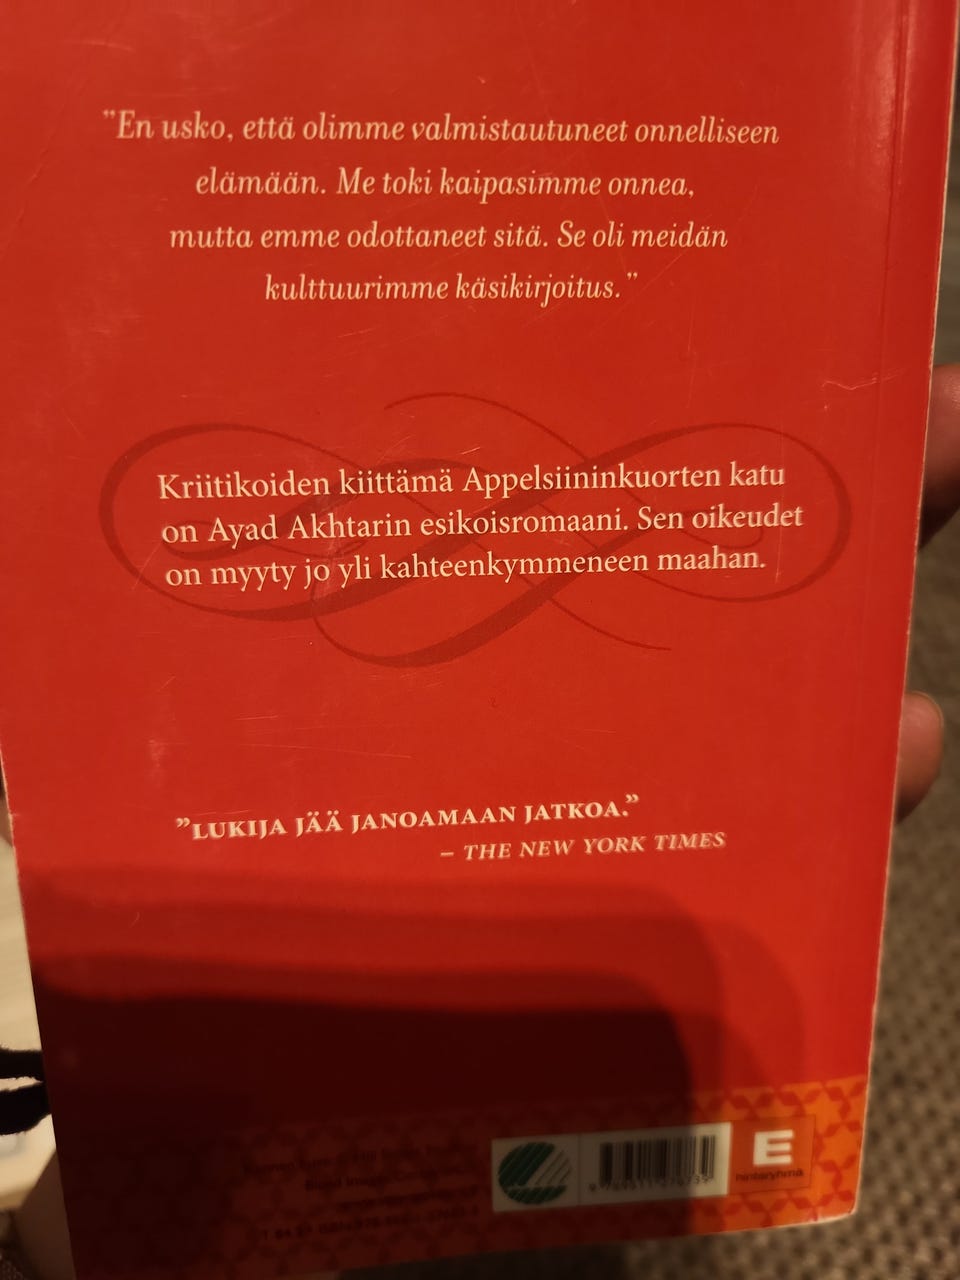 ”En usko, että olimme valmistautuneet onnelliseen
elämään. Me toki kaipasimme onnea,
mutta emme odottaneet sitä. Se oli meidän
kulttuurimme käsikirjoitus.”
Kriitikoiden kiittämä Appelsiininkuorten katu
on Ayad Akhtarin esikoisromaani. Sen oikeudet
on myyty jo yli kahteenkymmeneen maahan.
”LUKIJA JÄÄ JANOAMAAN JATKOA.”
– THE NEW YORK TIMES
E
hintaryhmä